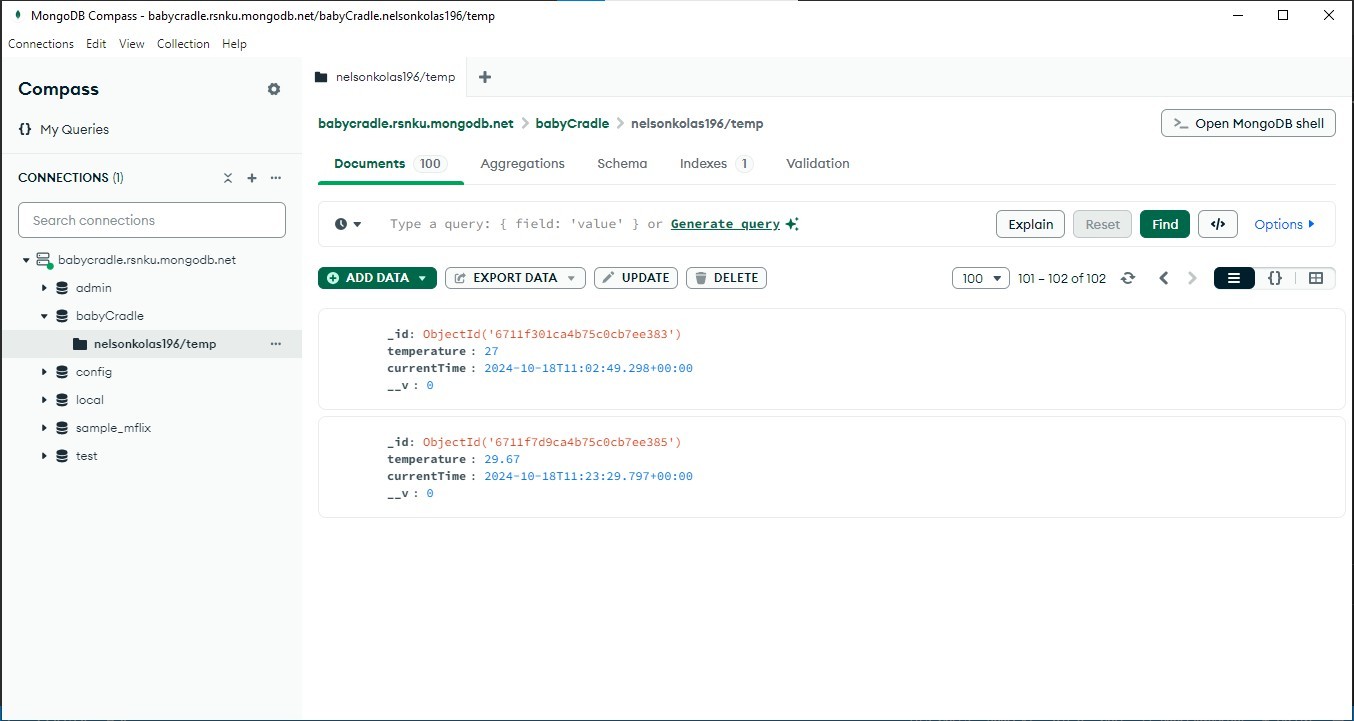 MongoDB Compass - babycradle.rsnku.mongodb.net/babyCradle.nelsonkolas196/temp
Connections Edit View Collection Help
Compass
{} My Queries
CONNECTIONS (1)
Search connections
babycradle.rsnku.mongodb.net
admin
babyCradle
nelsonkolas196/temp
config
local
sample_mflix
test
nelsonkolas196/temp
babycradle.rsnku.mongodb.net > babyCradle > nelsonkolas196/temp
>_ Open MongoDB shell
Documents 100 Aggregations Schema Indexes 1 Validation
Type a query: { field: 'value' } or Generate query
Explain Reset Find </> Options
ADD DATA EXPORT DATA UPDATE DELETE
100 101 – 102 of 102 {}
_id: ObjectId('6711f301ca4b75c0cb7ee383')
temperature : 27
currentTime : 2024-10-18T11:02:49.298+00:00
__v : 0
_id: ObjectId('6711f7d9ca4b75c0cb7ee385')
temperature : 29.67
currentTime : 2024-10-18T11:23:29.797+00:00
__v : 0